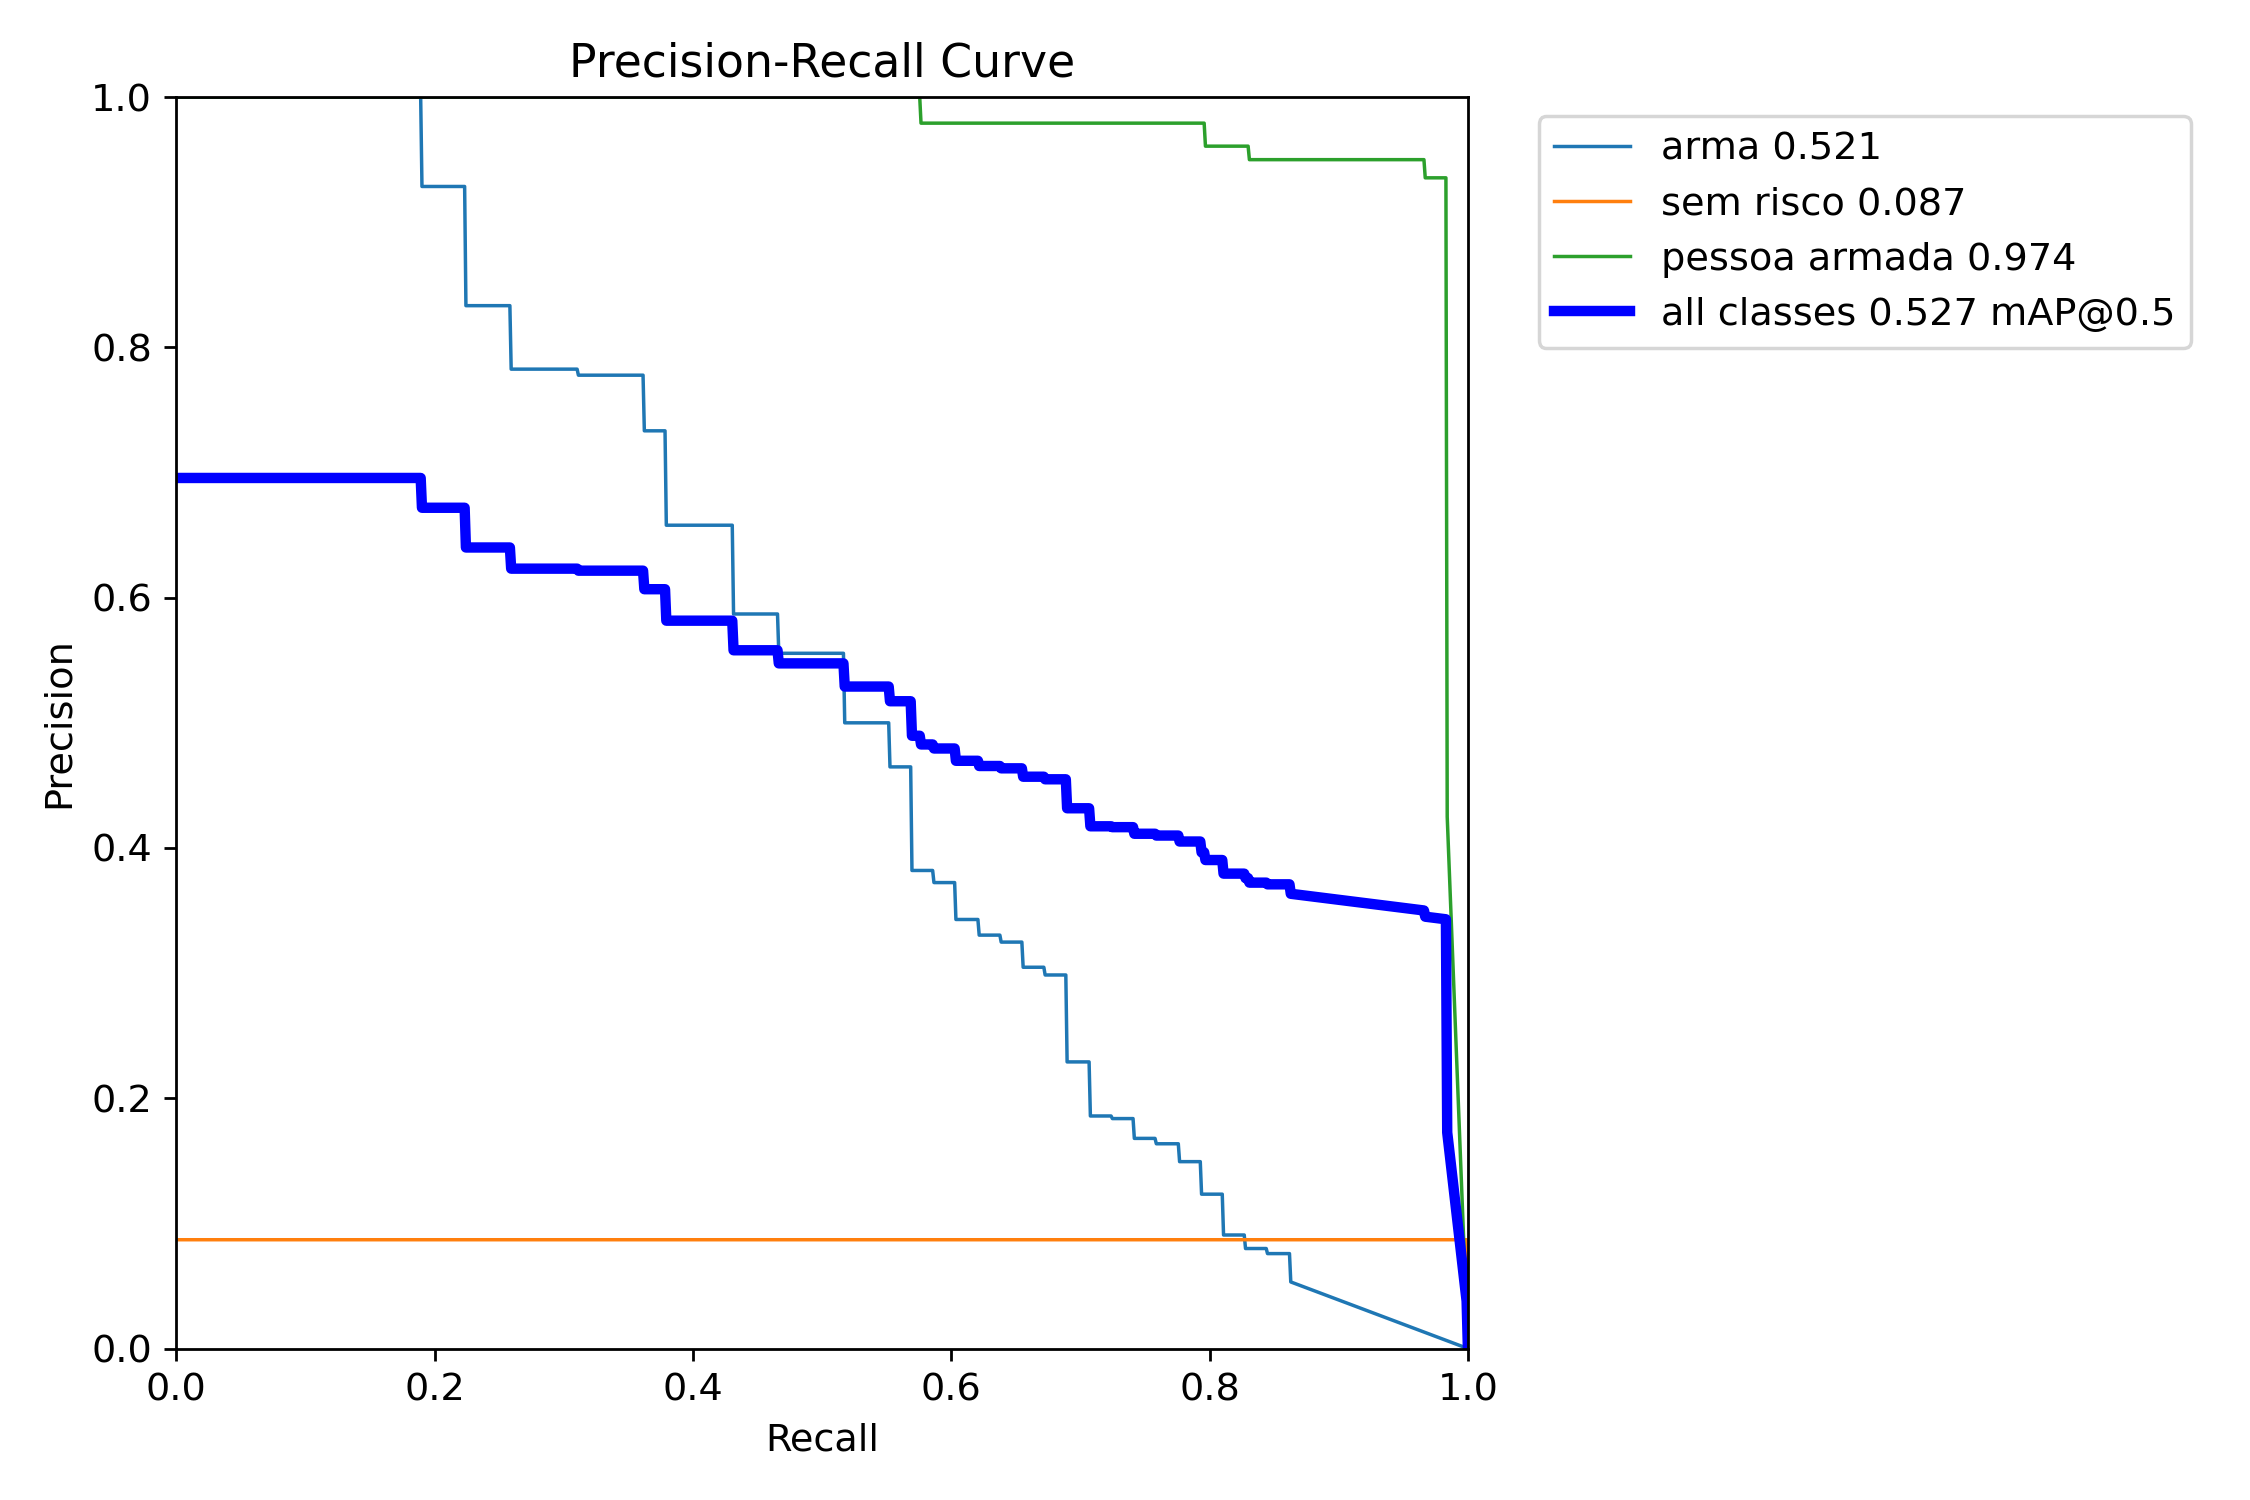 Precision-Recall Curve
1.0
0.8
0.6
0.4
0.2
0.0
Precision
0.0 0.2 0.4 0.6 0.8 1.0
Recall
arma 0.521
sem risco 0.087
pessoa armada 0.974
all classes 0.527 mAP@0.5